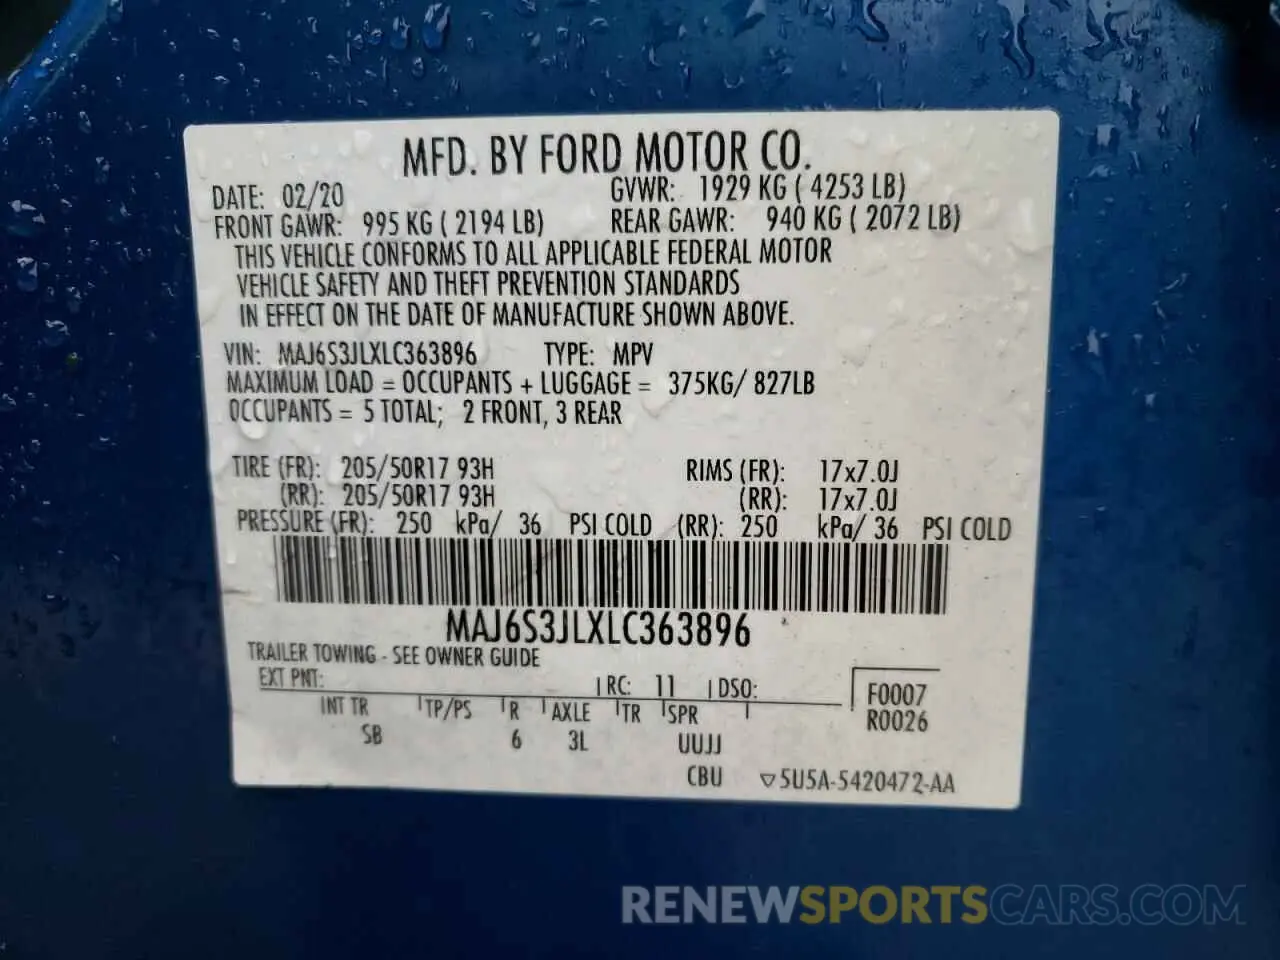 MFD. BY FORD MOTOR CO.
DATE: 02/20 GVWR: 1929 KG ( 4253 LB)
FRONT GAWR: 995 KG ( 2194 LB) REAR GAWR: 940 KG ( 2072 LB)
THIS VEHICLE CONFORMS TO ALL APPLICABLE FEDERAL MOTOR
VEHICLE SAFETY AND THEFT PREVENTION STANDARDS
IN EFFECT ON THE DATE OF MANUFACTURE SHOWN ABOVE.
VIN: MAJ6S3JLXLC363896 TYPE: MPV
MAXIMUM LOAD = OCCUPANTS + LUGGAGE = 375KG/ 827LB
OCCUPANTS = 5 TOTAL; 2 FRONT, 3 REAR
TIRE (FR): 205/50R17 93H RIMS (FR): 17x7.0J
(RR): 205/50R17 93H (RR): 17x7.0J
PRESSURE (FR): 250 kPa/ 36 PSI COLD (RR): 250 kPa/ 36 PSI COLD
MAJ6S3JLXLC363896
TRAILER TOWING - SEE OWNER GUIDE
EXT PNT: RC: 11 DSO: F0007
INT TR TP/PS R AXLE TR SPR R0026
SB 6 3L UUJJ
CBU ▽5U5A-5420472-AA
RENEWSPORTSCARS.COM